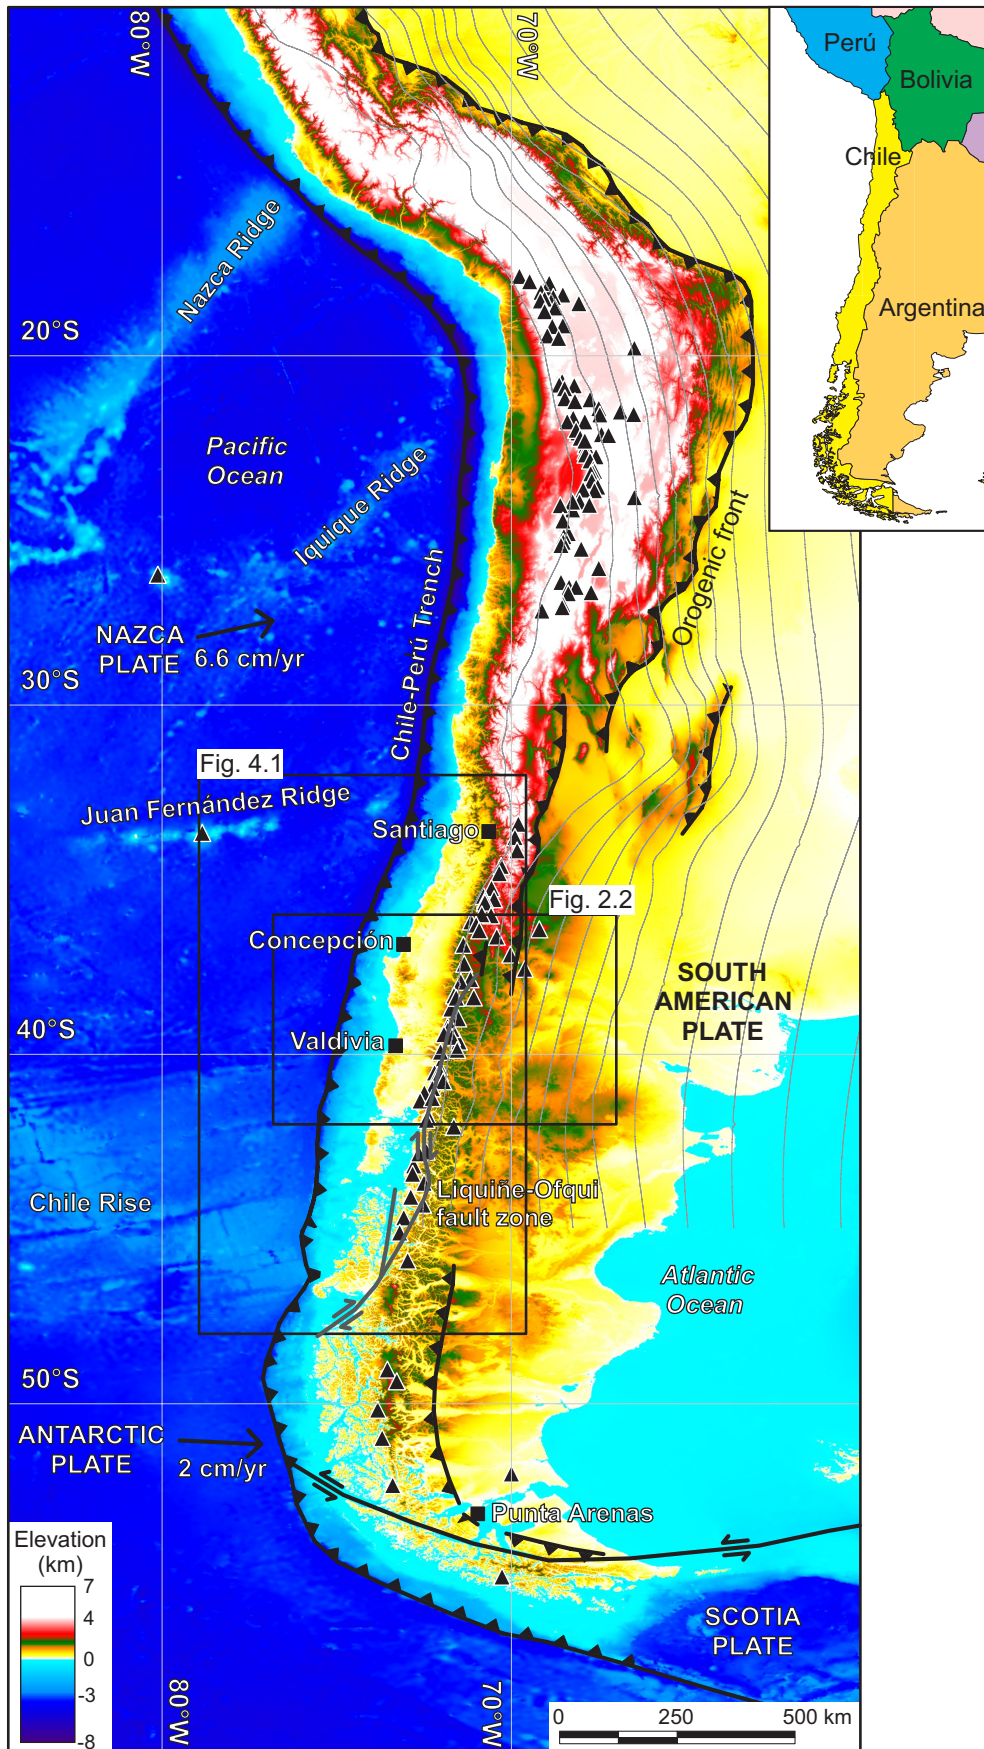 80°W
70°W
Perú
Bolivia
Chile
Argentina
Nazca Ridge
20°S
Pacific
Ocean
Iquique Ridge
Orogenic front
NAZCA
PLATE
6.6 cm/yr
Chile-Perú Trench
30°S
Fig. 4.1
Juan Fernández Ridge
Santiago
Fig. 2.2
Concepción
SOUTH
AMERICAN
PLATE
40°S
Valdivia
Chile Rise
Liquiñe-Ofqui
fault zone
Atlantic
Ocean
50°S
ANTARCTIC
PLATE
2 cm/yr
Punta Arenas
Elevation
(km)
7
4
0
-3
-8
SCOTIA
PLATE
80°W
70°W
0 250 500 km